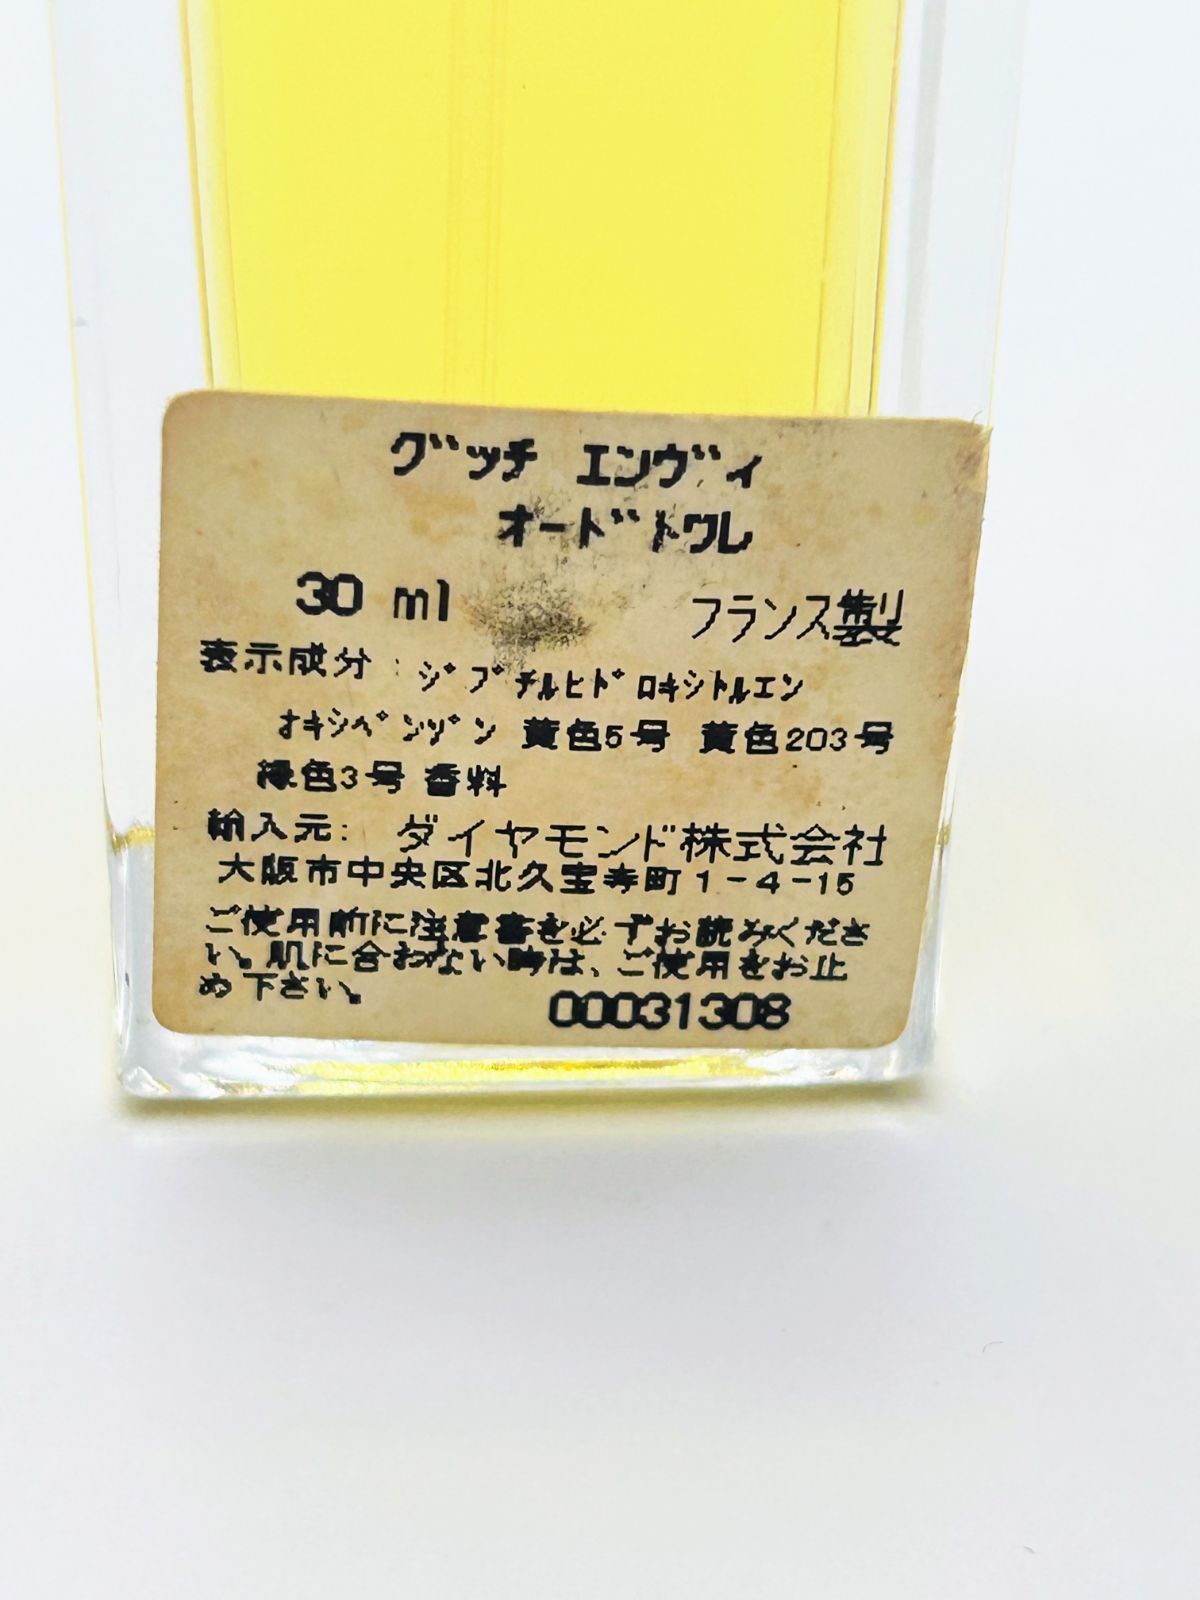 グッチ エンヴィ
オードトワレ
30 ml フランス製
表示成分:ジブチルヒドロキシトルエン
オキシベンゾン 黄色5号 黄色203号
緑色3号 香料
輸入元: ダイヤモンド株式会社
大阪市中央区北久宝寺町1-4-15
ご使用前に注意書を必ずお読みくださ
い。肌に合わない時は、ご使用をお止
め下さい。
00031308